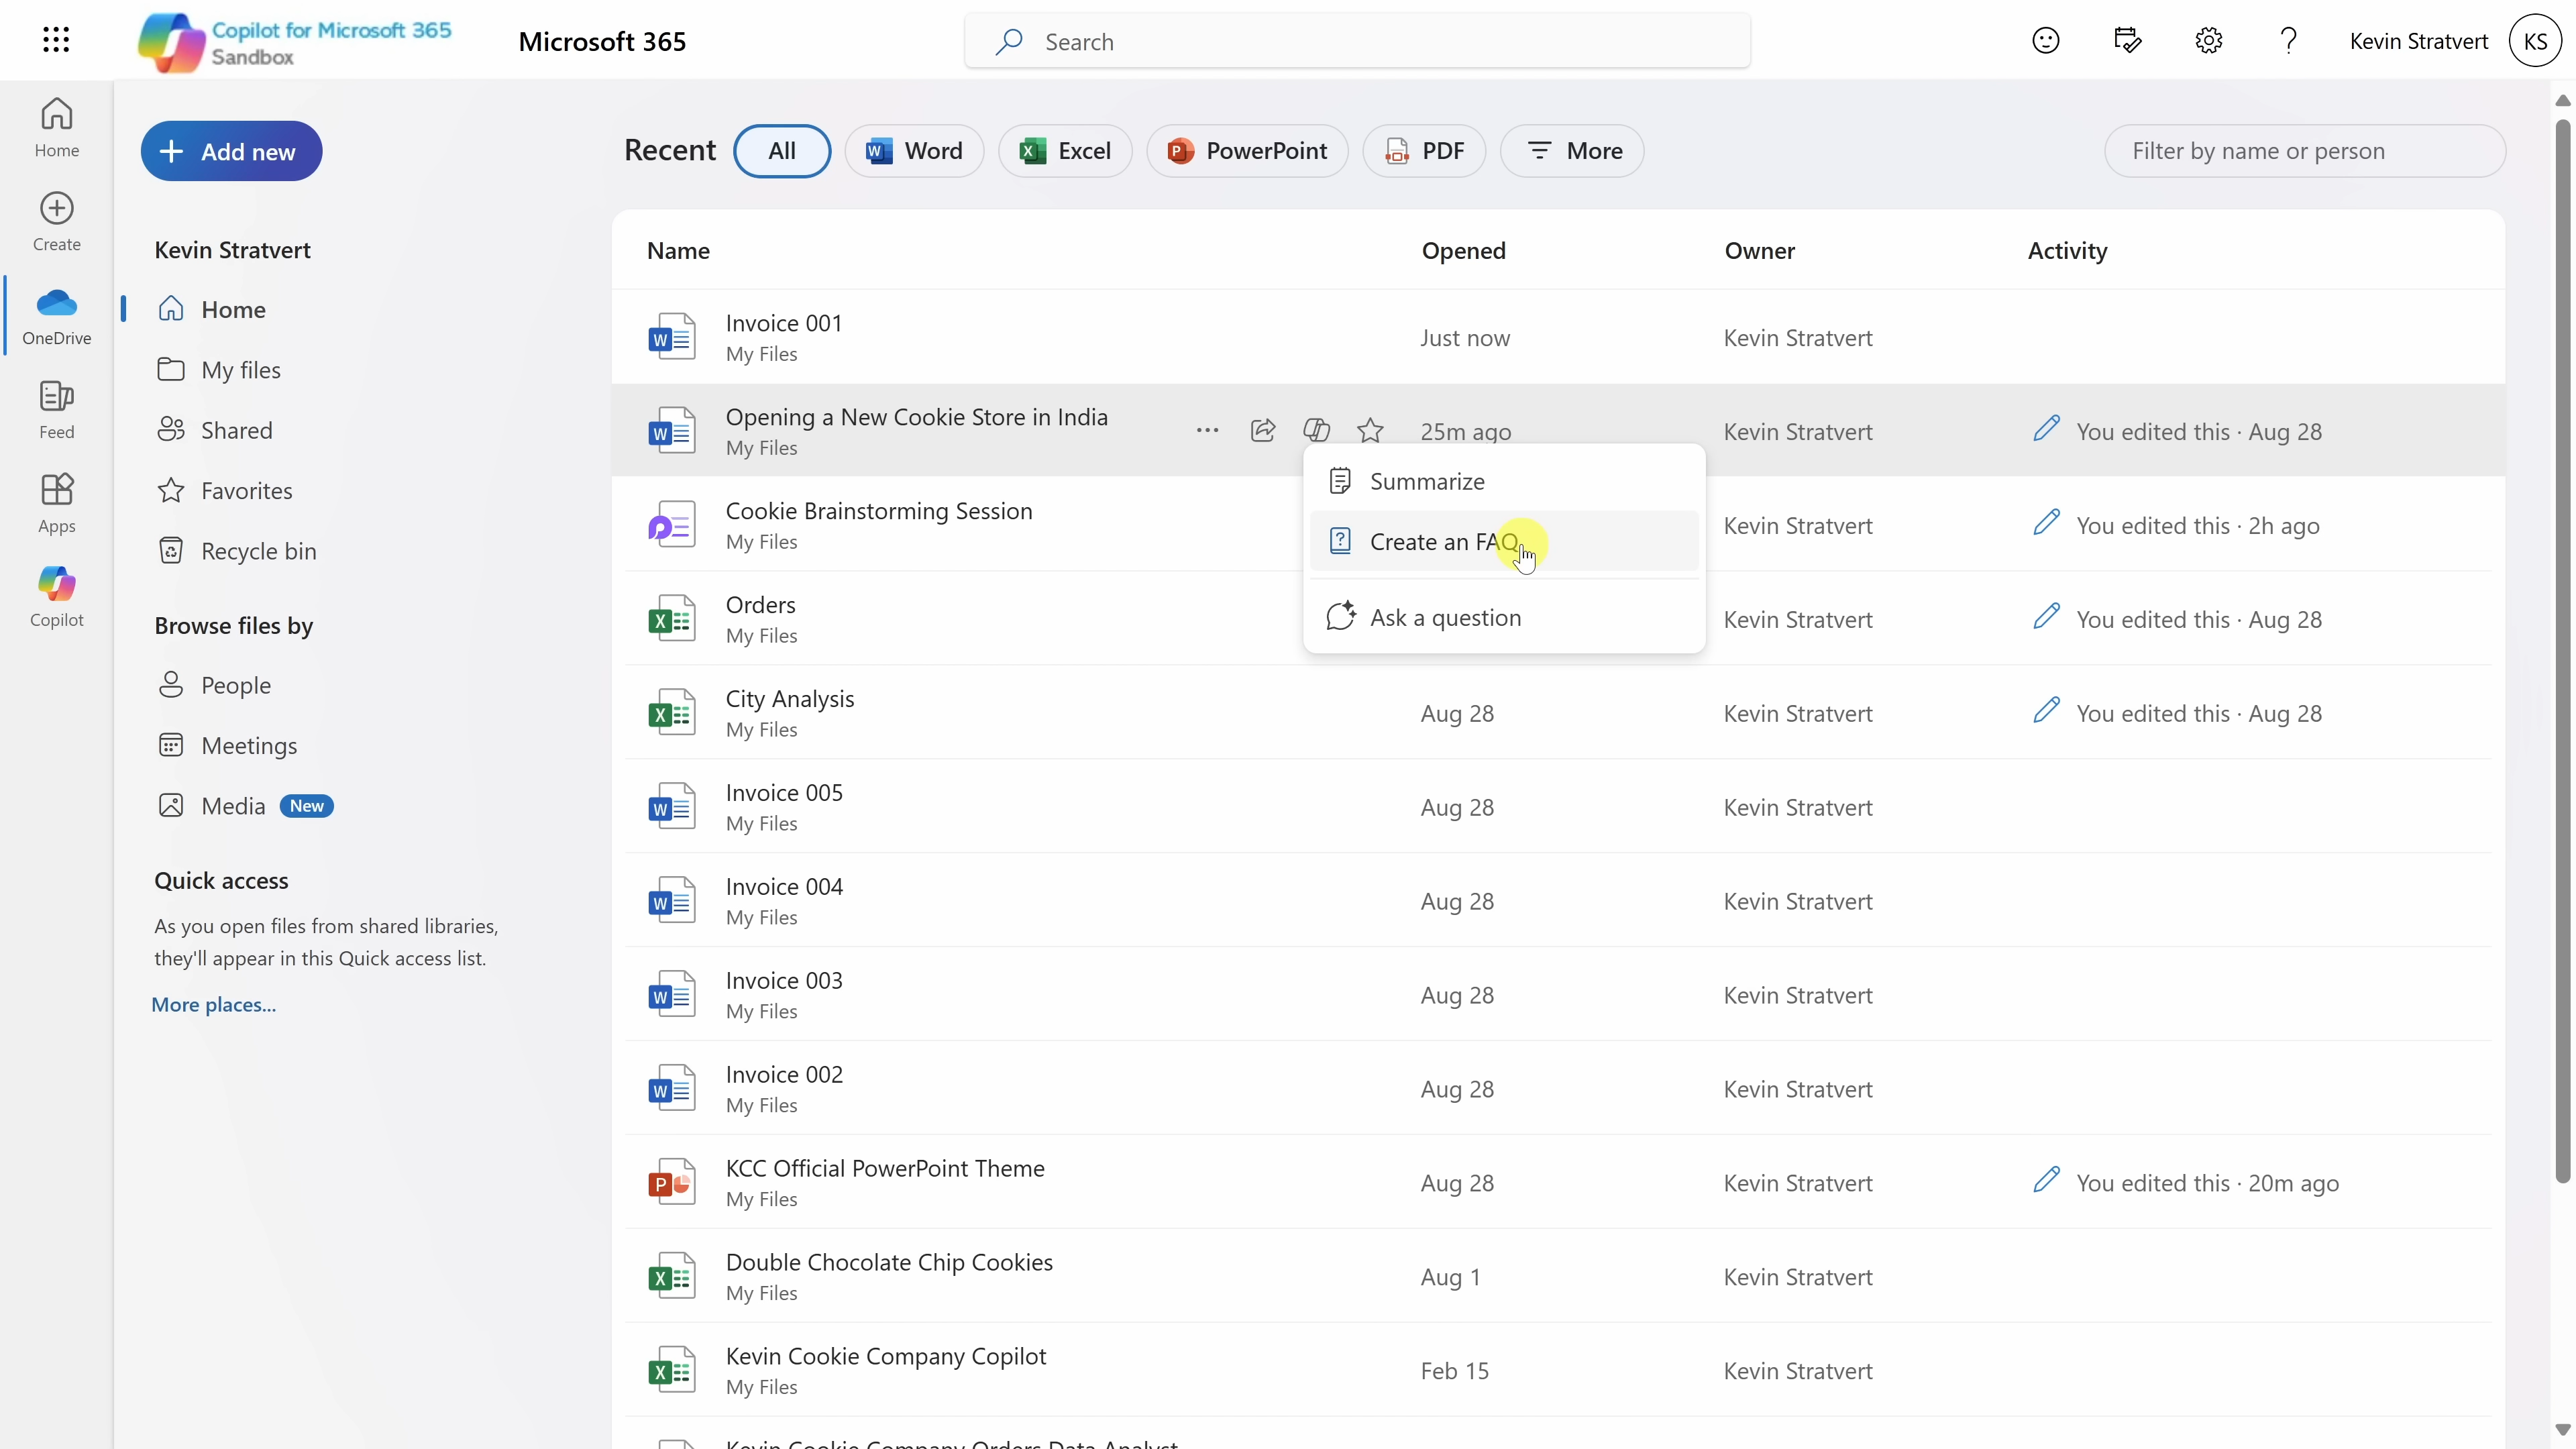 Copilot for Microsoft 365
Sandbox
Microsoft 365
Search
Kevin Stratvert
KS
Home
Create
OneDrive
Feed
Apps
Copilot
Add new
Kevin Stratvert
Home
My files
Shared
Favorites
Recycle bin
Browse files by
People
Meetings
Media New
Quick access
As you open files from shared libraries,
they'll appear in this Quick access list.
More places...
Recent All Word Excel PowerPoint PDF More
Filter by name or person
Name Opened Owner Activity
Invoice 001
My Files
Just now Kevin Stratvert
Opening a New Cookie Store in India
My Files
25m ago Kevin Stratvert You edited this · Aug 28
Summarize
Create an FAQ
Ask a question
Cookie Brainstorming Session
My Files
Kevin Stratvert You edited this · 2h ago
Orders
My Files
Kevin Stratvert You edited this · Aug 28
City Analysis
My Files
Aug 28 Kevin Stratvert You edited this · Aug 28
Invoice 005
My Files
Aug 28 Kevin Stratvert
Invoice 004
My Files
Aug 28 Kevin Stratvert
Invoice 003
My Files
Aug 28 Kevin Stratvert
Invoice 002
My Files
Aug 28 Kevin Stratvert
KCC Official PowerPoint Theme
My Files
Aug 28 Kevin Stratvert You edited this · 20m ago
Double Chocolate Chip Cookies
My Files
Aug 1 Kevin Stratvert
Kevin Cookie Company Copilot
My Files
Feb 15 Kevin Stratvert
Kevin Cookie Company Orders Data Analyst